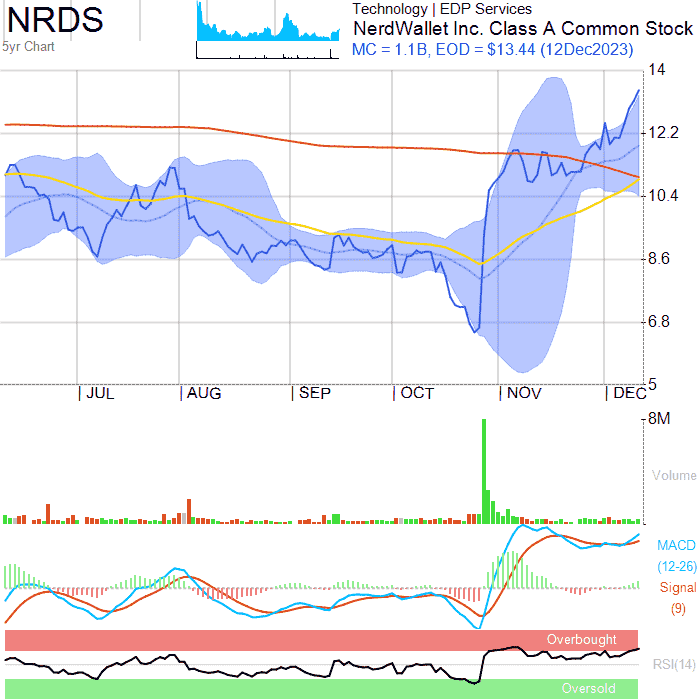 NRDS
5yr Chart
Technology | EDP Services
NerdWallet Inc. Class A Common Stock
MC = 1.1B, EOD = $13.44 (12Dec2023)
14
12.2
10.4
8.6
6.8
5
| JUL | AUG | SEP | OCT | NOV | DEC
8M
Volume
MACD
(12-26)
Signal
(9)
Overbought
RSI(14)
Oversold